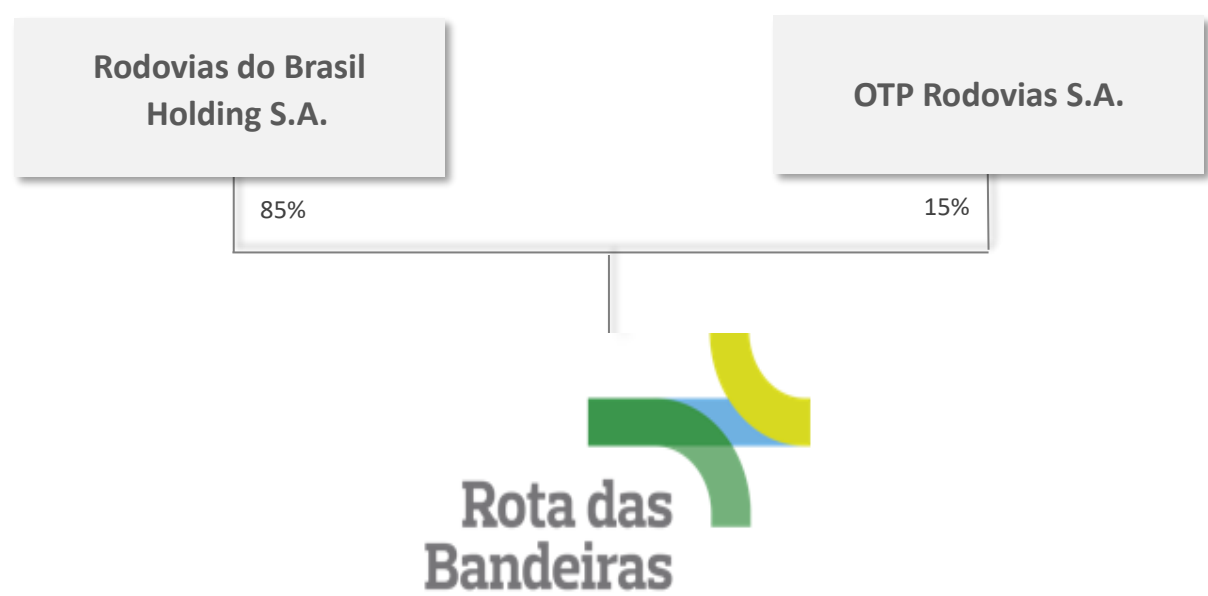 Rodovias do Brasil
Holding S.A.
OTP Rodovias S.A.
85%
15%
Rota das
Bandeiras